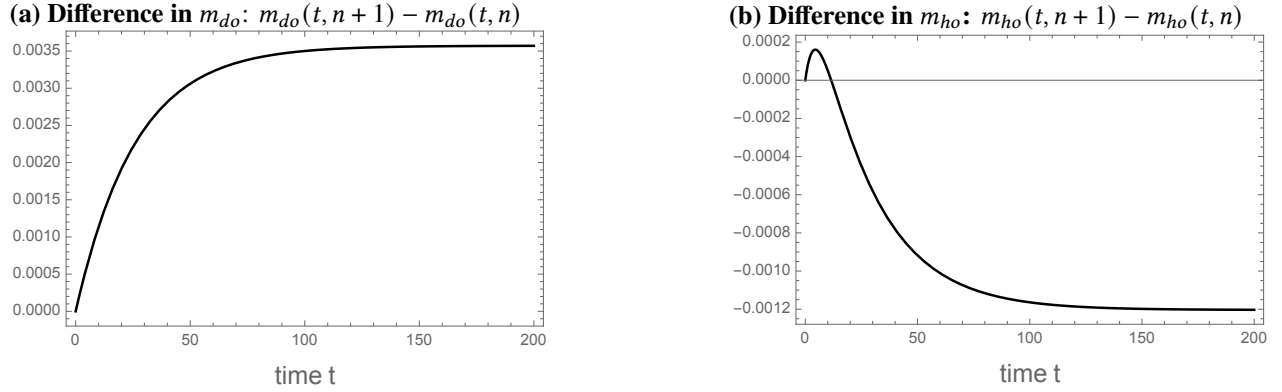 (a) Difference in m_do: m_do(t, n + 1) − m_do(t, n)
0.0035
0.0030
0.0025
0.0020
0.0015
0.0010
0.0005
0.0000
0 50 100 150 200
time t
(b) Difference in m_ho: m_ho(t, n + 1) − m_ho(t, n)
0.0002
0.0000
−0.0002
−0.0004
−0.0006
−0.0008
−0.0010
−0.0012
0 50 100 150 200
time t